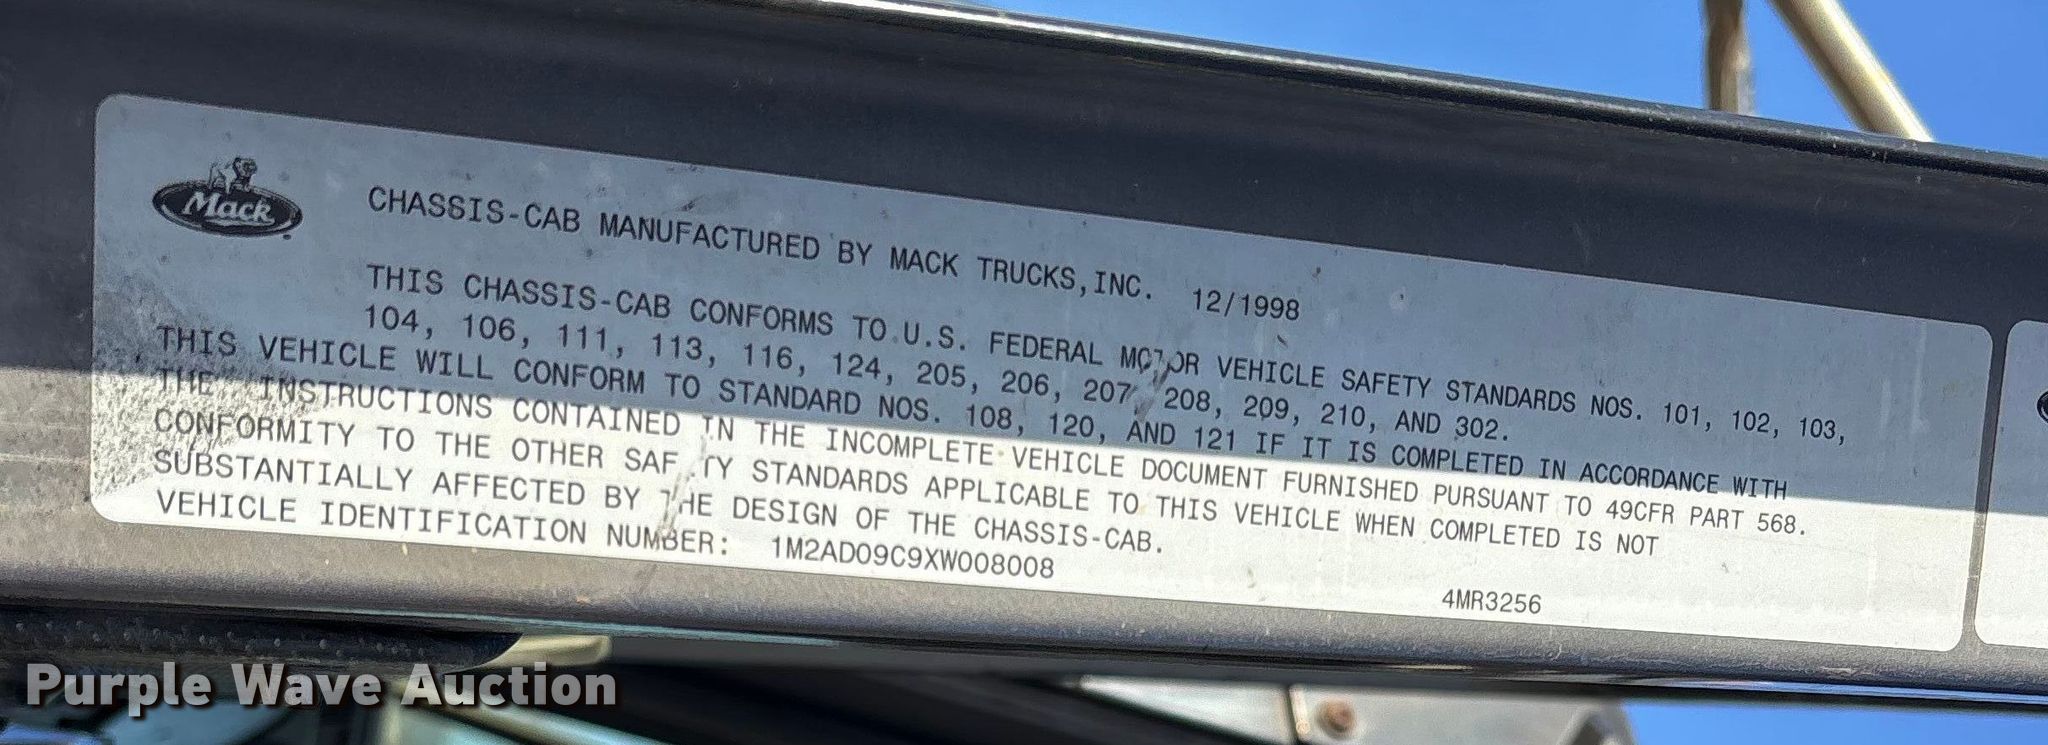 Mack
CHASSIS-CAB MANUFACTURED BY MACK TRUCKS,INC. 12/1998
THIS CHASSIS-CAB CONFORMS TO U.S. FEDERAL MOTOR VEHICLE SAFETY STANDARDS NOS. 101, 102, 103,
104, 106, 111, 113, 116, 124, 205, 206, 207, 208, 209, 210, AND 302.
THIS VEHICLE WILL CONFORM TO STANDARD NOS. 108, 120, AND 121 IF IT IS COMPLETED IN ACCORDANCE WITH
THE INSTRUCTIONS CONTAINED IN THE INCOMPLETE VEHICLE DOCUMENT FURNISHED PURSUANT TO 49CFR PART 568.
CONFORMITY TO THE OTHER SAFETY STANDARDS APPLICABLE TO THIS VEHICLE WHEN COMPLETED IS NOT
SUBSTANTIALLY AFFECTED BY THE DESIGN OF THE CHASSIS-CAB.
VEHICLE IDENTIFICATION NUMBER: 1M2AD09C9XW008008
4MR3256
Purple Wave Auction